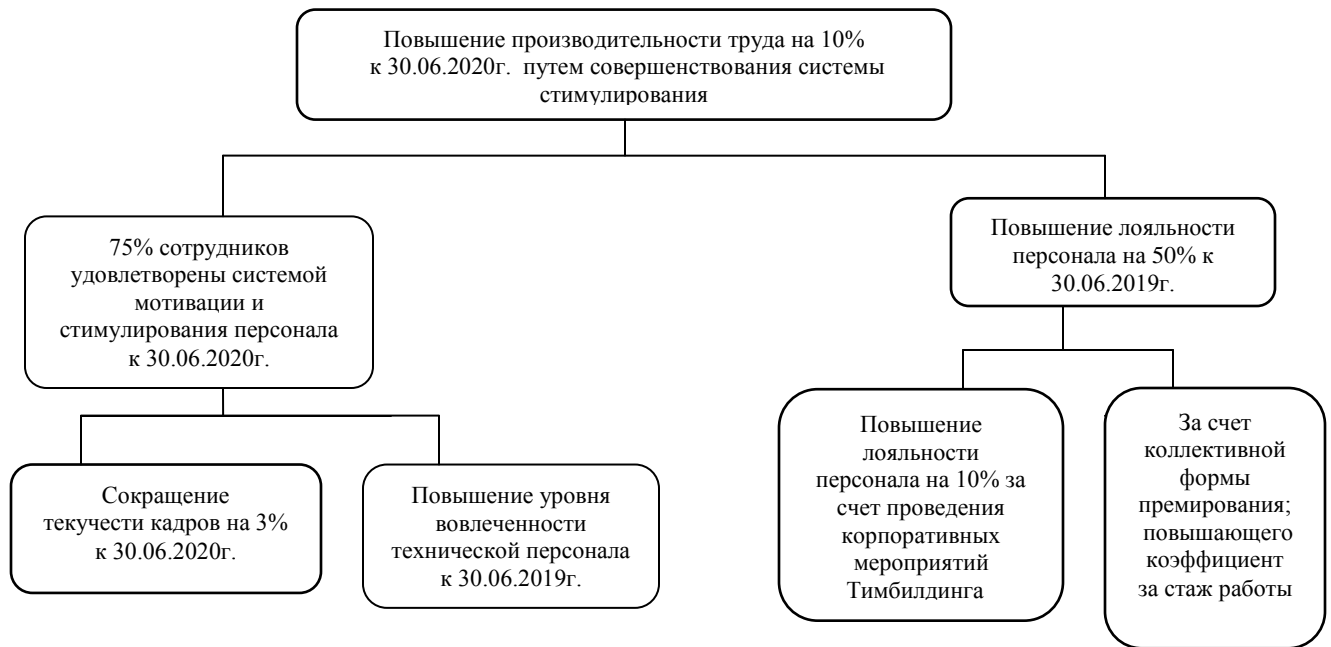 Повышение производительности труда на 10%
к 30.06.2020г. путем совершенствования системы
стимулирования
75% сотрудников
удовлетворены системой
мотивации и
стимулирования персонала
к 30.06.2020г.
Повышение лояльности
персонала на 50% к
30.06.2019г.
Сокращение
текучести кадров на 3%
к 30.06.2020г.
Повышение уровня
вовлеченности
технической персонала
к 30.06.2019г.
Повышение
лояльности
персонала на 10% за
счет проведения
корпоративных
мероприятий
Тимбилдинга
За счет
коллективной
формы
премирования;
повышающего
коэффициент
за стаж работы